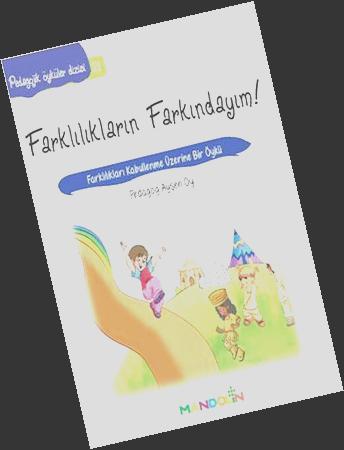 Pedagojik öyküler dizisi
Farklılıkların Farkındayım!
Farklılıkları Kabullenme Üzerine Bir Öykü
Pedagog Ayşen Oy
MANDOLİN